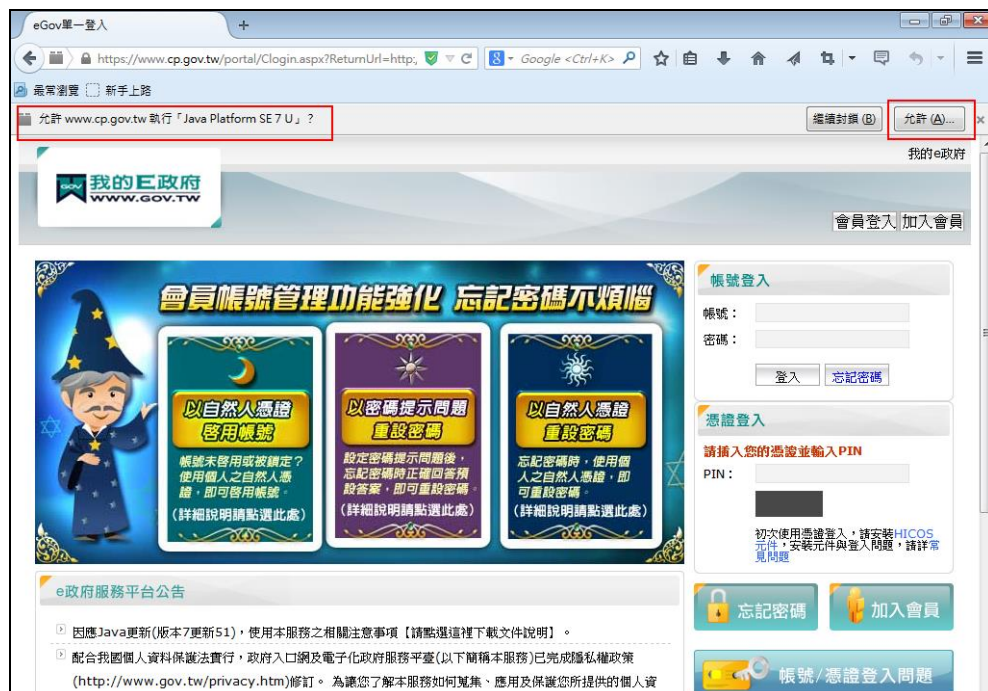 eGov單一登入
https://www.cp.gov.tw/portal/Clogin.aspx?ReturnUrl=http:,
Google <Ctrl+K>
最常瀏覽 新手上路
允許 www.cp.gov.tw 執行「Java Platform SE 7 U」?
繼續封鎖 (B) 允許 (A)...
我的e政府
GOV 我的E政府
WWW.GOV.TW
會員登入 加入會員
會員帳號管理功能強化 忘記密碼不煩惱
以自然人憑證
啓用帳號
帳號未啓用或被鎖定?
使用個人之自然人憑
證,即可啓用帳號。
(詳細說明請點選此處)
以密碼提示問題
重設密碼
設定密碼提示問題後,
忘記密碼時正確回答預
設答案,即可重設密碼。
(詳細說明請點選此處)
以自然人憑證
重設密碼
忘記密碼時,使用個
人之自然人憑證,即
可重設密碼。
(詳細說明請點選此處)
帳號登入
帳號:
密碼:
登入 忘記密碼
憑證登入
請插入您的憑證並輸入PIN
PIN:
初次使用憑證登入,請安裝HICOS
元件,安裝元件與登入問題,請詳常
見問題
忘記密碼 加入會員
帳號/憑證登入問題
e政府服務平台公告
因應Java更新(版本7更新51),使用本服務之相關注意事項【請點選這裡下載文件說明】。
配合我國個人資料保護法實行,政府入口網及電子化政府服務平臺(以下簡稱本服務)已完成隱私權政策
(http://www.gov.tw/privacy.htm)修訂。 為讓您了解本服務如何蒐集、應用及保護您所提供的個人資